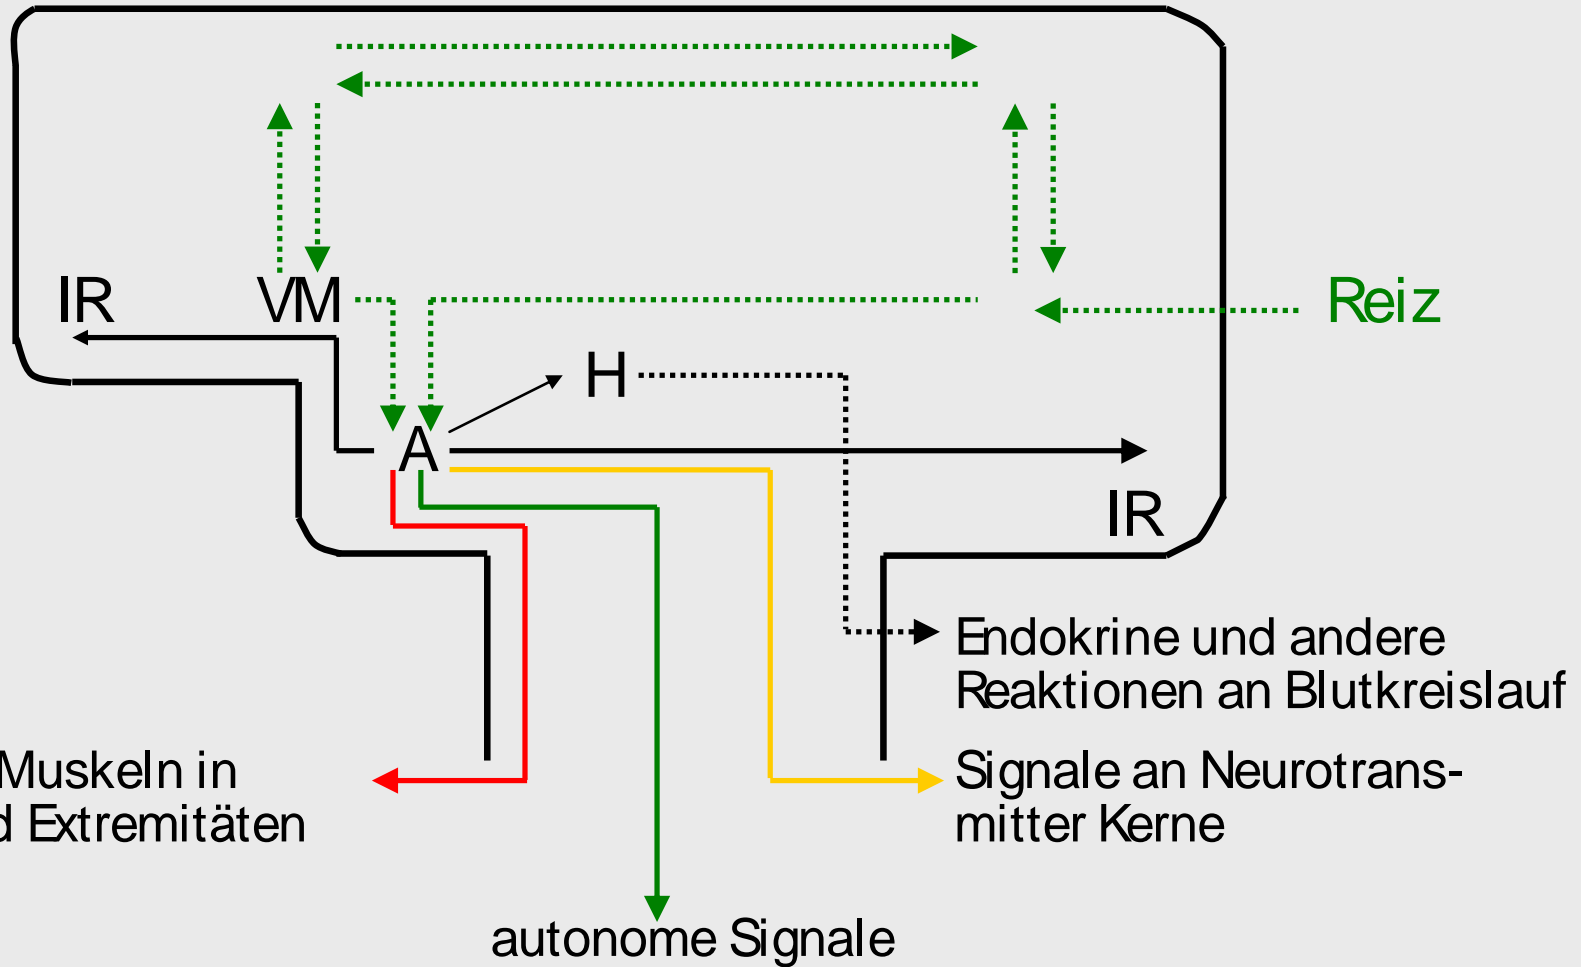 IR
VM
Reiz
H
A
IR
Endokrine und andere
Reaktionen an Blutkreislauf
Muskeln in
Extremitäten
Signale an Neurotrans-
mitter Kerne
autonome Signale